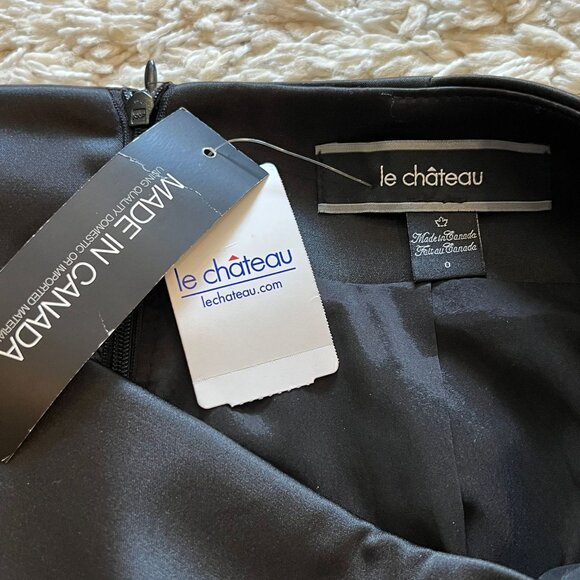 MADE IN CANADA
USING QUALITY DOMESTIC OR IMPORTED MATERIAL
le château
lechateau.com
le château
Made in Canada
Fait au Canada
0